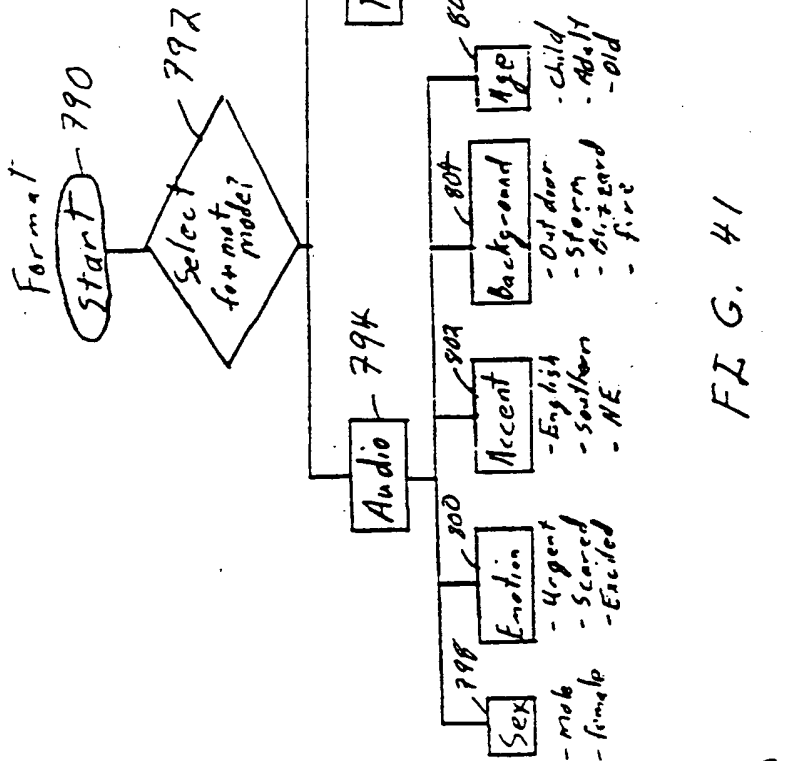 Format
Start
790
Select
format
mode?
792
Audio
794
Sex
798
- male
- female
Emotion
800
- Urgent
- Scared
- Excited
Accent
802
- English
- Southern
- NE
Background
804
- Outdoor
- Storm
- Blizzard
- fire
Age
80
- Child
- Adult
- Old
FIG. 41